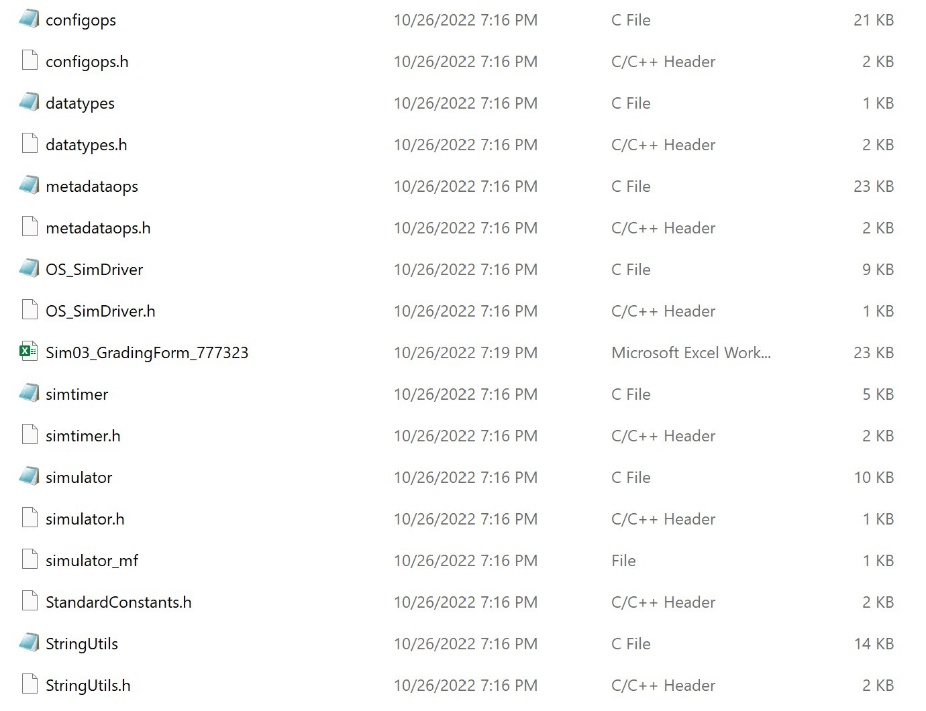 configops 10/26/2022 7:16 PM C File 21 KB
configops.h 10/26/2022 7:16 PM C/C++ Header 2 KB
datatypes 10/26/2022 7:16 PM C File 1 KB
datatypes.h 10/26/2022 7:16 PM C/C++ Header 2 KB
metadataops 10/26/2022 7:16 PM C File 23 KB
metadataops.h 10/26/2022 7:16 PM C/C++ Header 2 KB
OS_SimDriver 10/26/2022 7:16 PM C File 9 KB
OS_SimDriver.h 10/26/2022 7:16 PM C/C++ Header 1 KB
Sim03_GradingForm_777323 10/26/2022 7:19 PM Microsoft Excel Work... 23 KB
simtimer 10/26/2022 7:16 PM C File 5 KB
simtimer.h 10/26/2022 7:16 PM C/C++ Header 2 KB
simulator 10/26/2022 7:16 PM C File 10 KB
simulator.h 10/26/2022 7:16 PM C/C++ Header 1 KB
simulator_mf 10/26/2022 7:16 PM File 1 KB
StandardConstants.h 10/26/2022 7:16 PM C/C++ Header 2 KB
StringUtils 10/26/2022 7:16 PM C File 14 KB
StringUtils.h 10/26/2022 7:16 PM C/C++ Header 2 KB